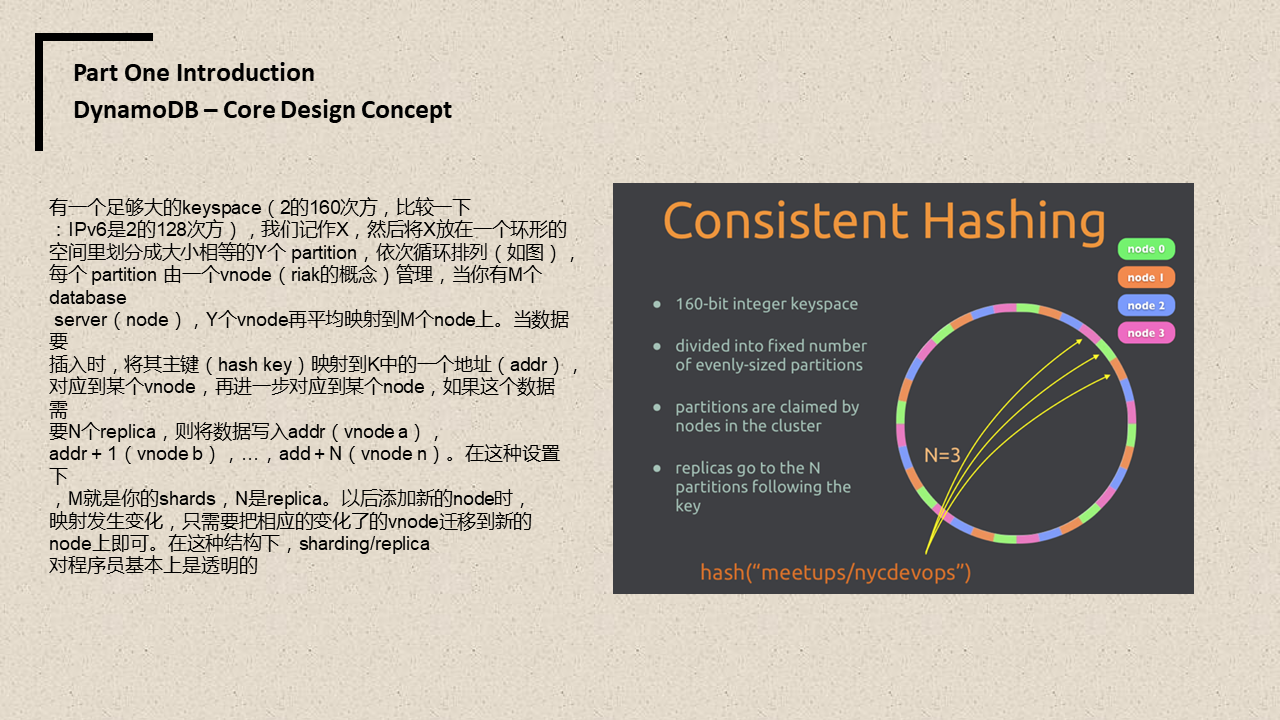 Part One Introduction
DynamoDB – Core Design Concept
有一个足够大的keyspace（2的160次方，比较一下
：IPv6是2的128次方），我们记作X，然后将X放在一个环形的
空间里划分成大小相等的Y个 partition，依次循环排列（如图），
每个 partition 由一个vnode（riak的概念）管理，当你有M个
database
server（node），Y个vnode再平均映射到M个node上。当数据
要
插入时，将其主键（hash key）映射到K中的一个地址（addr），
对应到某个vnode，再进一步对应到某个node，如果这个数据
需
要N个replica，则将数据写入addr（vnode a），
addr + 1（vnode b），…，add + N（vnode n）。在这种设置
下
，M就是你的shards，N是replica。以后添加新的node时，
映射发生变化，只需要把相应的变化了的vnode迁移到新的
node上即可。在这种结构下，sharding/replica
对程序员基本上是透明的
Consistent Hashing
node 0
node 1
node 2
node 3
● 160-bit integer keyspace
● divided into fixed number
of evenly-sized partitions
● partitions are claimed by
nodes in the cluster
● replicas go to the N
partitions following the
key
N=3
hash(“meetups/nycdevops”)